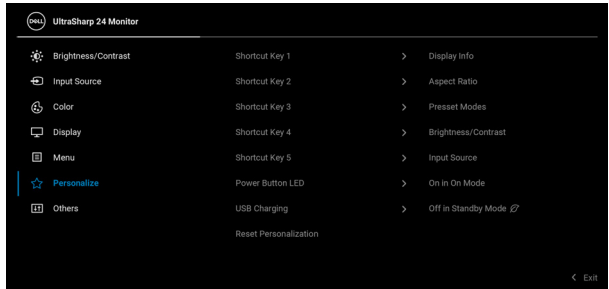 DELL UltraSharp 24 Monitor
Brightness/Contrast Shortcut Key 1 > Display Info
Input Source Shortcut Key 2 > Aspect Ratio
Color Shortcut Key 3 > Presset Modes
Display Shortcut Key 4 > Brightness/Contrast
Menu Shortcut Key 5 > Input Source
Personalize Power Button LED > On in On Mode
Others USB Charging > Off in Standby Mode
Reset Personalization
< Exit